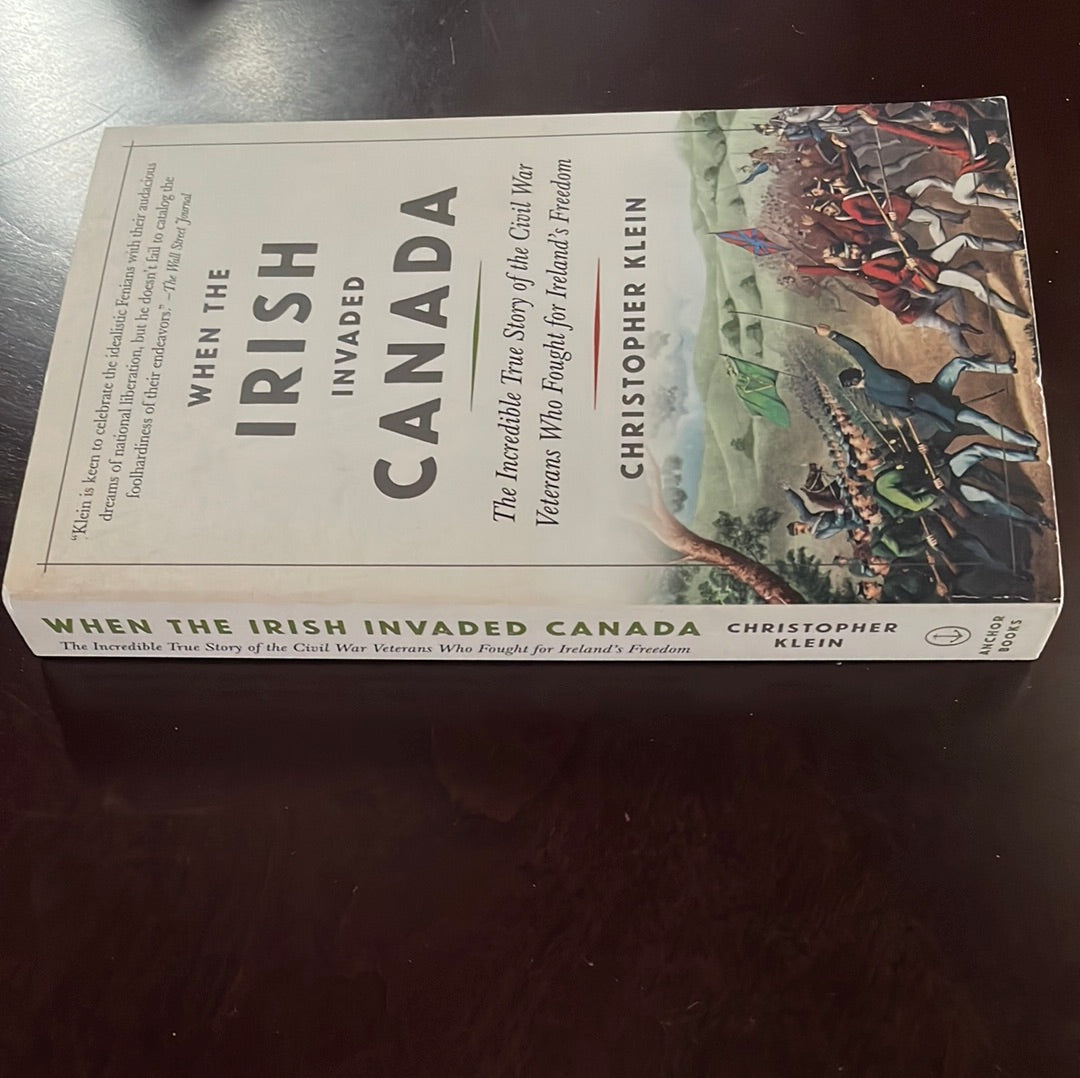 “Klein is keen to celebrate the idealistic Fenians with their audacious
dreams of national liberation, but he doesn't fail to catalog the
foolhardiness of their endeavors.” —The Wall Street Journal
WHEN THE
IRISH
INVADED
CANADA
The Incredible True Story of the Civil War
Veterans Who Fought for Ireland's Freedom
CHRISTOPHER KLEIN
WHEN THE IRISH INVADED CANADA
The Incredible True Story of the Civil War Veterans Who Fought for Ireland's Freedom
CHRISTOPHER
KLEIN
ANCHOR
BOOKS